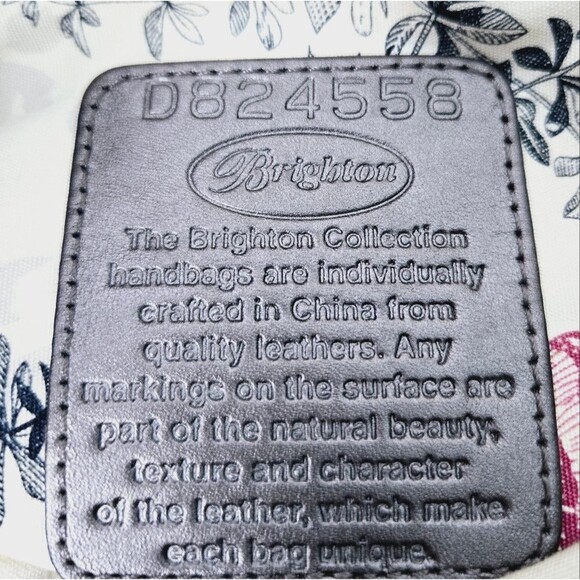 D824558
Brighton
The Brighton Collection
handbags are individually
crafted in China from
quality leathers. Any
markings on the surface are
part of the natural beauty,
texture and character
of the leather, which make
each bag unique.